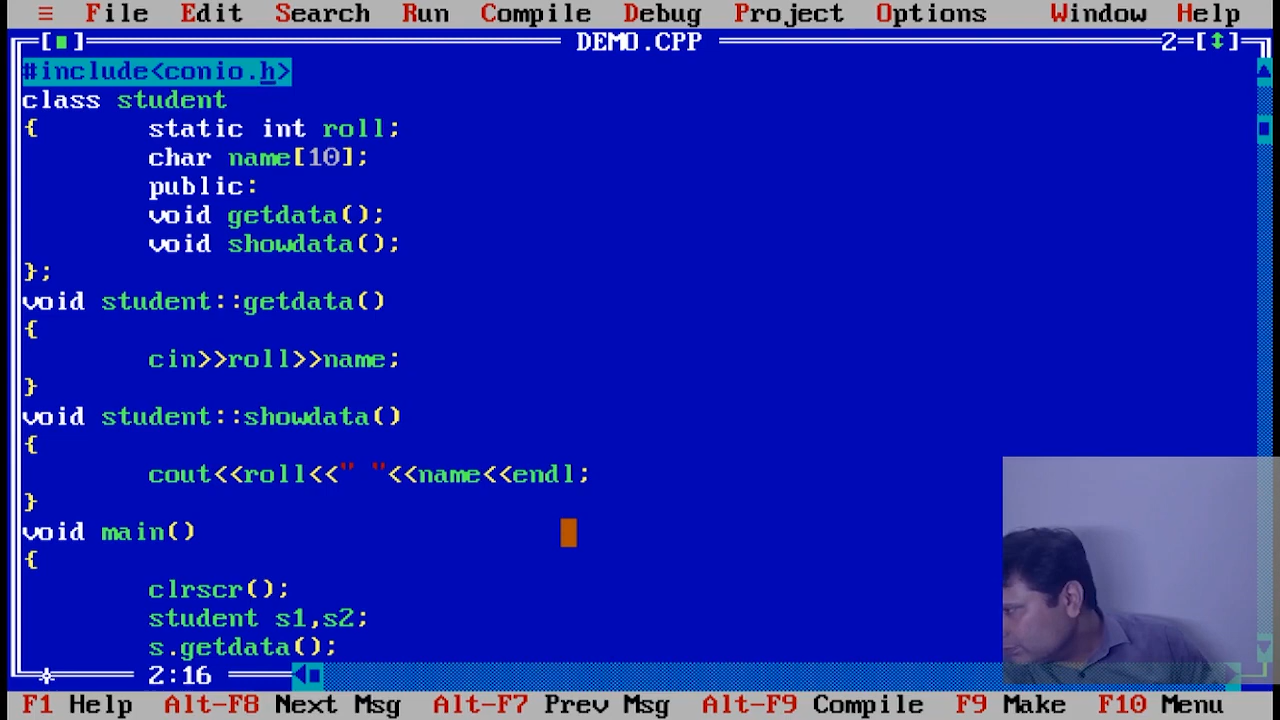 ≡ File Edit Search Run Compile Debug Project Options Window Help
[■] DEMO.CPP 2=[↕]
#include<conio.h>
class student
{ static int roll;
char name[10];
public:
void getdata();
void showdata();
};
void student::getdata()
{
cin>>roll>>name;
}
void student::showdata()
{
cout<<roll<<" "<<name<<endl;
}
void main()
{
clrscr();
student s1,s2;
s.getdata();
2:16
F1 Help Alt-F8 Next Msg Alt-F7 Prev Msg Alt-F9 Compile F9 Make F10 Menu